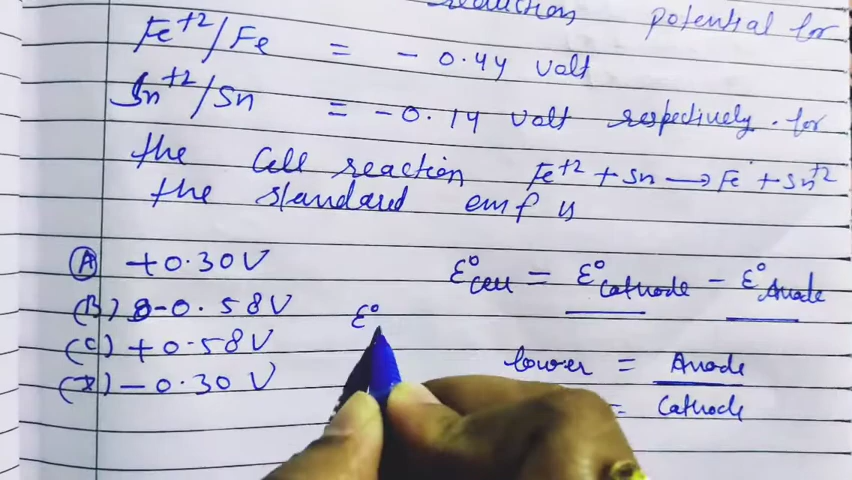 reduction potential for
Fe+2/Fe = - 0.44 volt
Sn+2/Sn = -0.14 volt respectively. for
the Cell reaction Fe+2 + Sn → Fe + Sn+2
the standard emf is
(A) +0.30V
(B) -0.58V
(C) +0.58V
(D) -0.30V
ε°cell = ε°Cathode - ε°Anode
ε°
lower = Anode
= Cathode